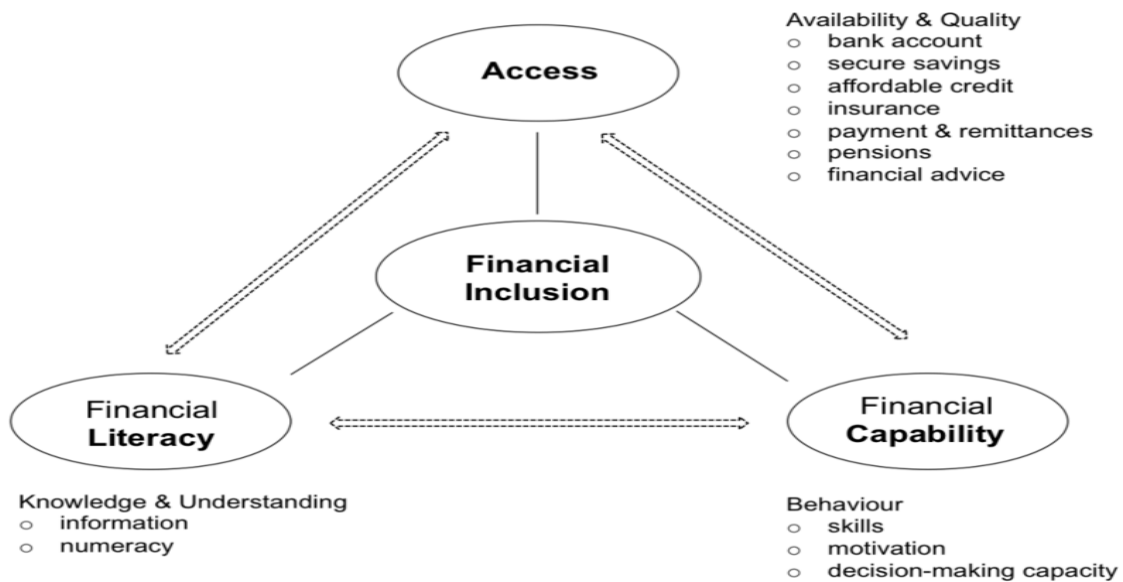 Access
Availability & Quality
o bank account
o secure savings
o affordable credit
o insurance
o payment & remittances
o pensions
o financial advice
Financial
Inclusion
Financial
Literacy
Knowledge & Understanding
o information
o numeracy
Financial
Capability
Behaviour
o skills
o motivation
o decision-making capacity